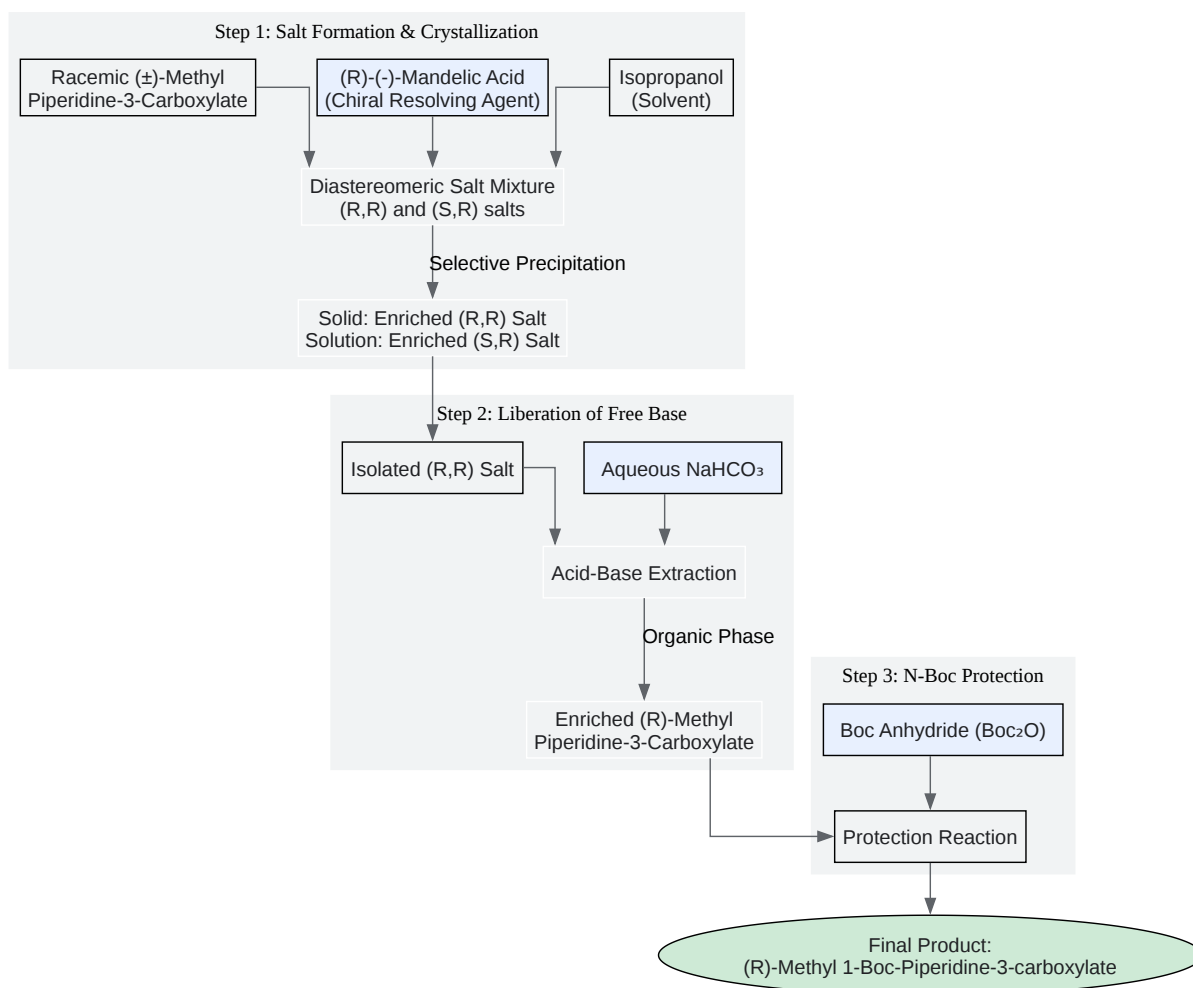 Step 1: Salt Formation & Crystallization
Racemic (±)-Methyl
Piperidine-3-Carboxylate
(R)-(-)-Mandelic Acid
(Chiral Resolving Agent)
Isopropanol
(Solvent)
Diastereomeric Salt Mixture
(R,R) and (S,R) salts
Selective Precipitation
Solid: Enriched (R,R) Salt
Solution: Enriched (S,R) Salt
Step 2: Liberation of Free Base
Isolated (R,R) Salt
Aqueous NaHCO₃
Acid-Base Extraction
Organic Phase
Enriched (R)-Methyl
Piperidine-3-Carboxylate
Step 3: N-Boc Protection
Boc Anhydride (Boc₂O)
Protection Reaction
Final Product:
(R)-Methyl 1-Boc-Piperidine-3-carboxylate